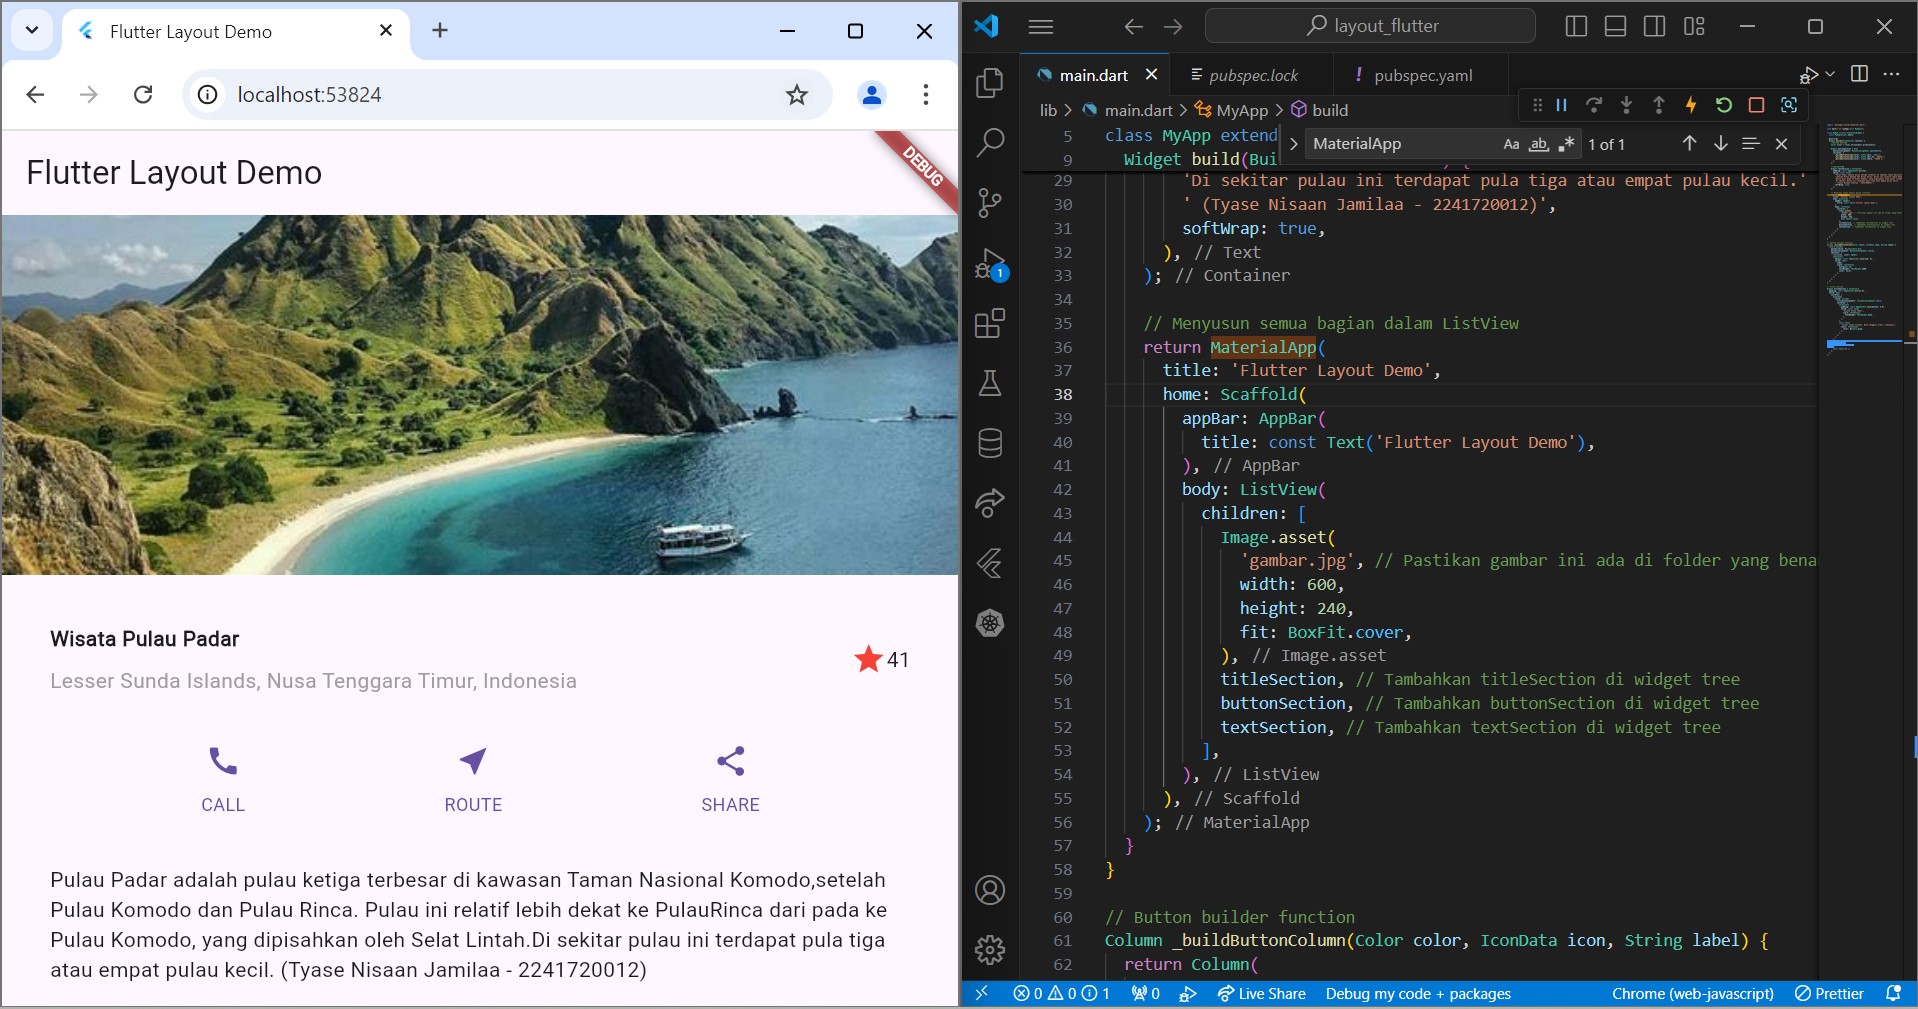 Flutter Layout Demo
localhost:53824
Flutter Layout Demo
DEBUG
Wisata Pulau Padar
Lesser Sunda Islands, Nusa Tenggara Timur, Indonesia
41
CALL
ROUTE
SHARE
Pulau Padar adalah pulau ketiga terbesar di kawasan Taman Nasional Komodo,setelah
Pulau Komodo dan Pulau Rinca. Pulau ini relatif lebih dekat ke PulauRinca dari pada ke
Pulau Komodo, yang dipisahkan oleh Selat Lintah.Di sekitar pulau ini terdapat pula tiga
atau empat pulau kecil. (Tyase Nisaan Jamilaa - 2241720012)
layout_flutter
main.dart
pubspec.lock
! pubspec.yaml
lib > main.dart > MyApp > build
MaterialApp
Aa
ab
1 of 1
5 class MyApp extend
9 Widget build(Bui
29 'Di sekitar pulau ini terdapat pula tiga atau empat pulau kecil.'
30 ' (Tyase Nisaan Jamilaa - 2241720012)',
31 softWrap: true,
32 ), // Text
33 ); // Container
34
35 // Menyusun semua bagian dalam ListView
36 return MaterialApp(
37 title: 'Flutter Layout Demo',
38 home: Scaffold(
39 appBar: AppBar(
40 title: const Text('Flutter Layout Demo'),
41 ), // AppBar
42 body: ListView(
43 children: [
44 Image.asset(
45 'gambar.jpg', // Pastikan gambar ini ada di folder yang bena
46 width: 600,
47 height: 240,
48 fit: BoxFit.cover,
49 ), // Image.asset
50 titleSection, // Tambahkan titleSection di widget tree
51 buttonSection, // Tambahkan buttonSection di widget tree
52 textSection, // Tambahkan textSection di widget tree
53 ],
54 ), // ListView
55 ), // Scaffold
56 ); // MaterialApp
57 }
58 }
59
60 // Button builder function
61 Column _buildButtonColumn(Color color, IconData icon, String label) {
62 return Column(
1
0 0 1 0 Live Share Debug my code + packages Chrome (web-javascript) Prettier